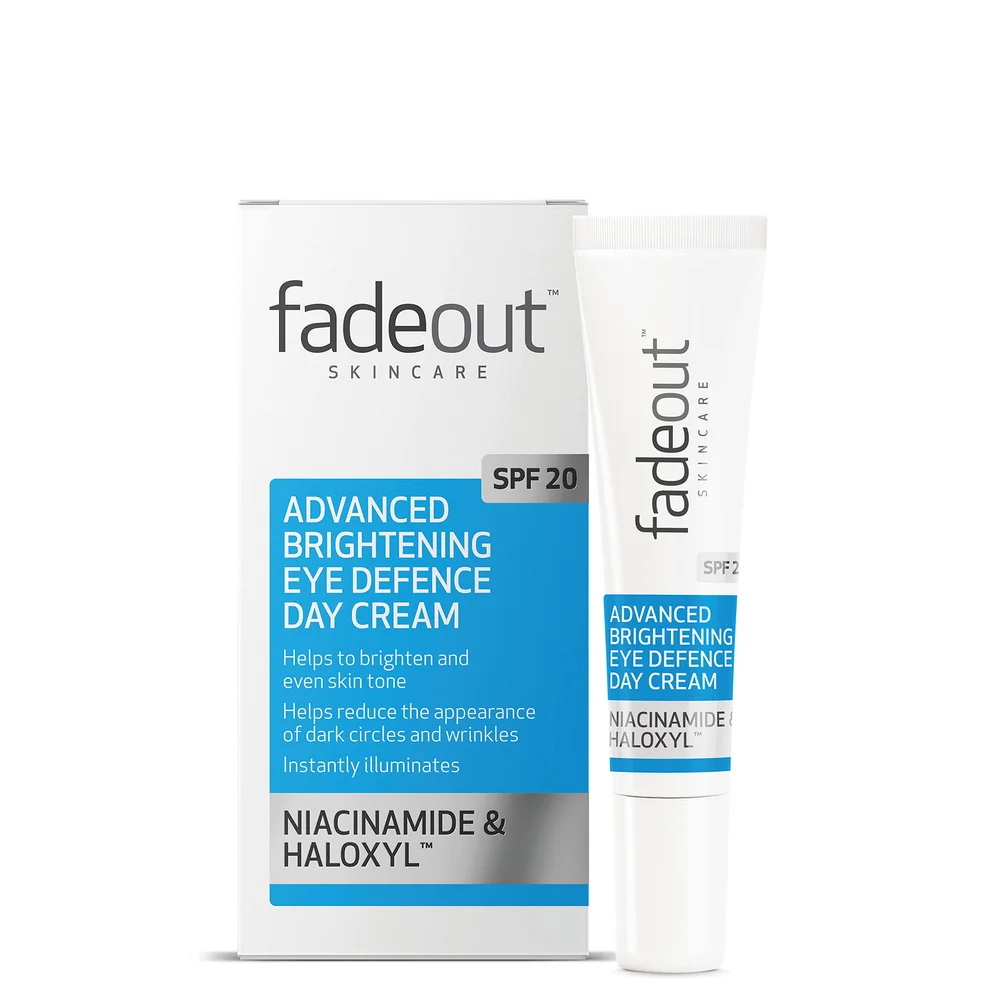 fadeout™
SKINCARE
SPF 20
ADVANCED
BRIGHTENING
EYE DEFENCE
DAY CREAM
Helps to brighten and
even skin tone
Helps reduce the appearance
of dark circles and wrinkles
Instantly illuminates
NIACINAMIDE &
HALOXYL™
fadeout™
SKINCARE
SPF 2
ADVANCED
BRIGHTENING
EYE DEFENCE
DAY CREAM
NIACINAMIDE &
HALOXYL™